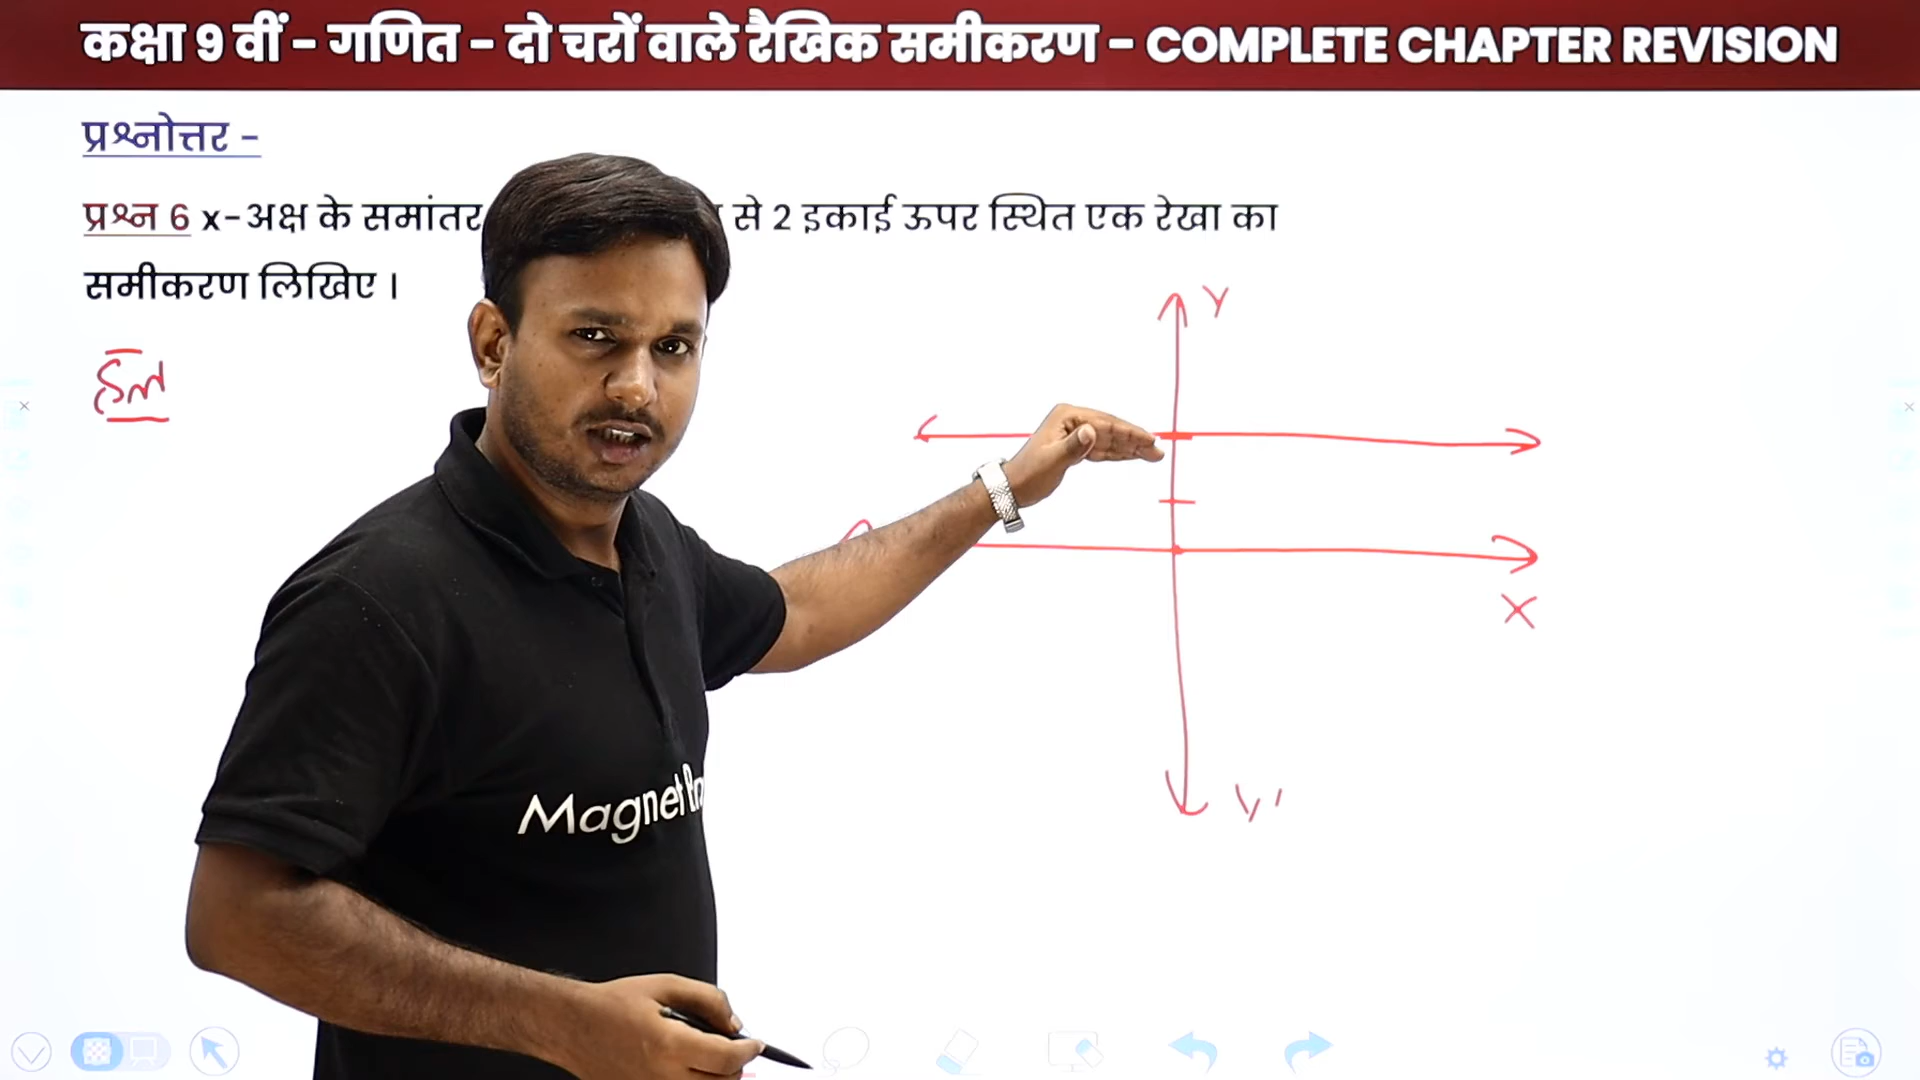 कक्षा 9 वीं - गणित - दो चरों वाले रैखिक समीकरण - COMPLETE CHAPTER REVISION
प्रश्नोत्तर -
प्रश्न 6 x-अक्ष के समांतर से 2 इकाई ऊपर स्थित एक रेखा का
समीकरण लिखिए ।
हल
Y
X
Y'
Magnet